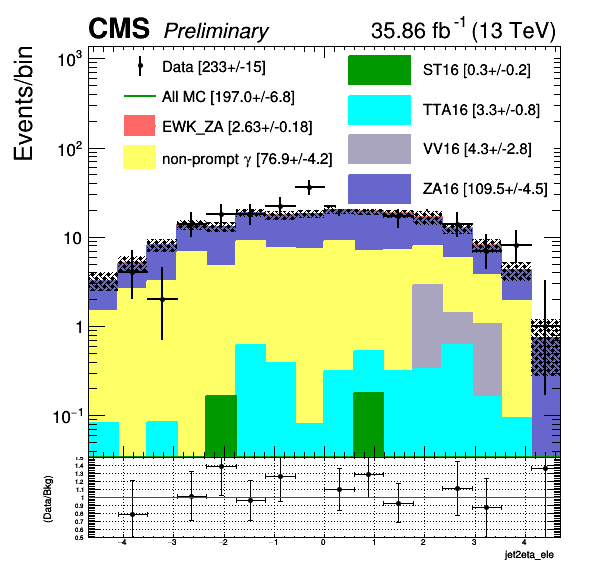 CMS Preliminary 35.86 fb⁻¹ (13 TeV)
Events/bin
10³
10²
10
1
10⁻¹
Data [233+/-15]
All MC [197.0+/-6.8]
EWK_ZA [2.63+/-0.18]
non-prompt γ [76.9+/-4.2]
ST16 [0.3+/-0.2]
TTA16 [3.3+/-0.8]
VV16 [4.3+/-2.8]
ZA16 [109.5+/-4.5]
(Data/Bkg)
1.5
1.4
1.3
1.2
1.1
1
0.9
0.8
0.7
0.6
0.5
−4 −3 −2 −1 0 1 2 3 4
jet2eta_ele